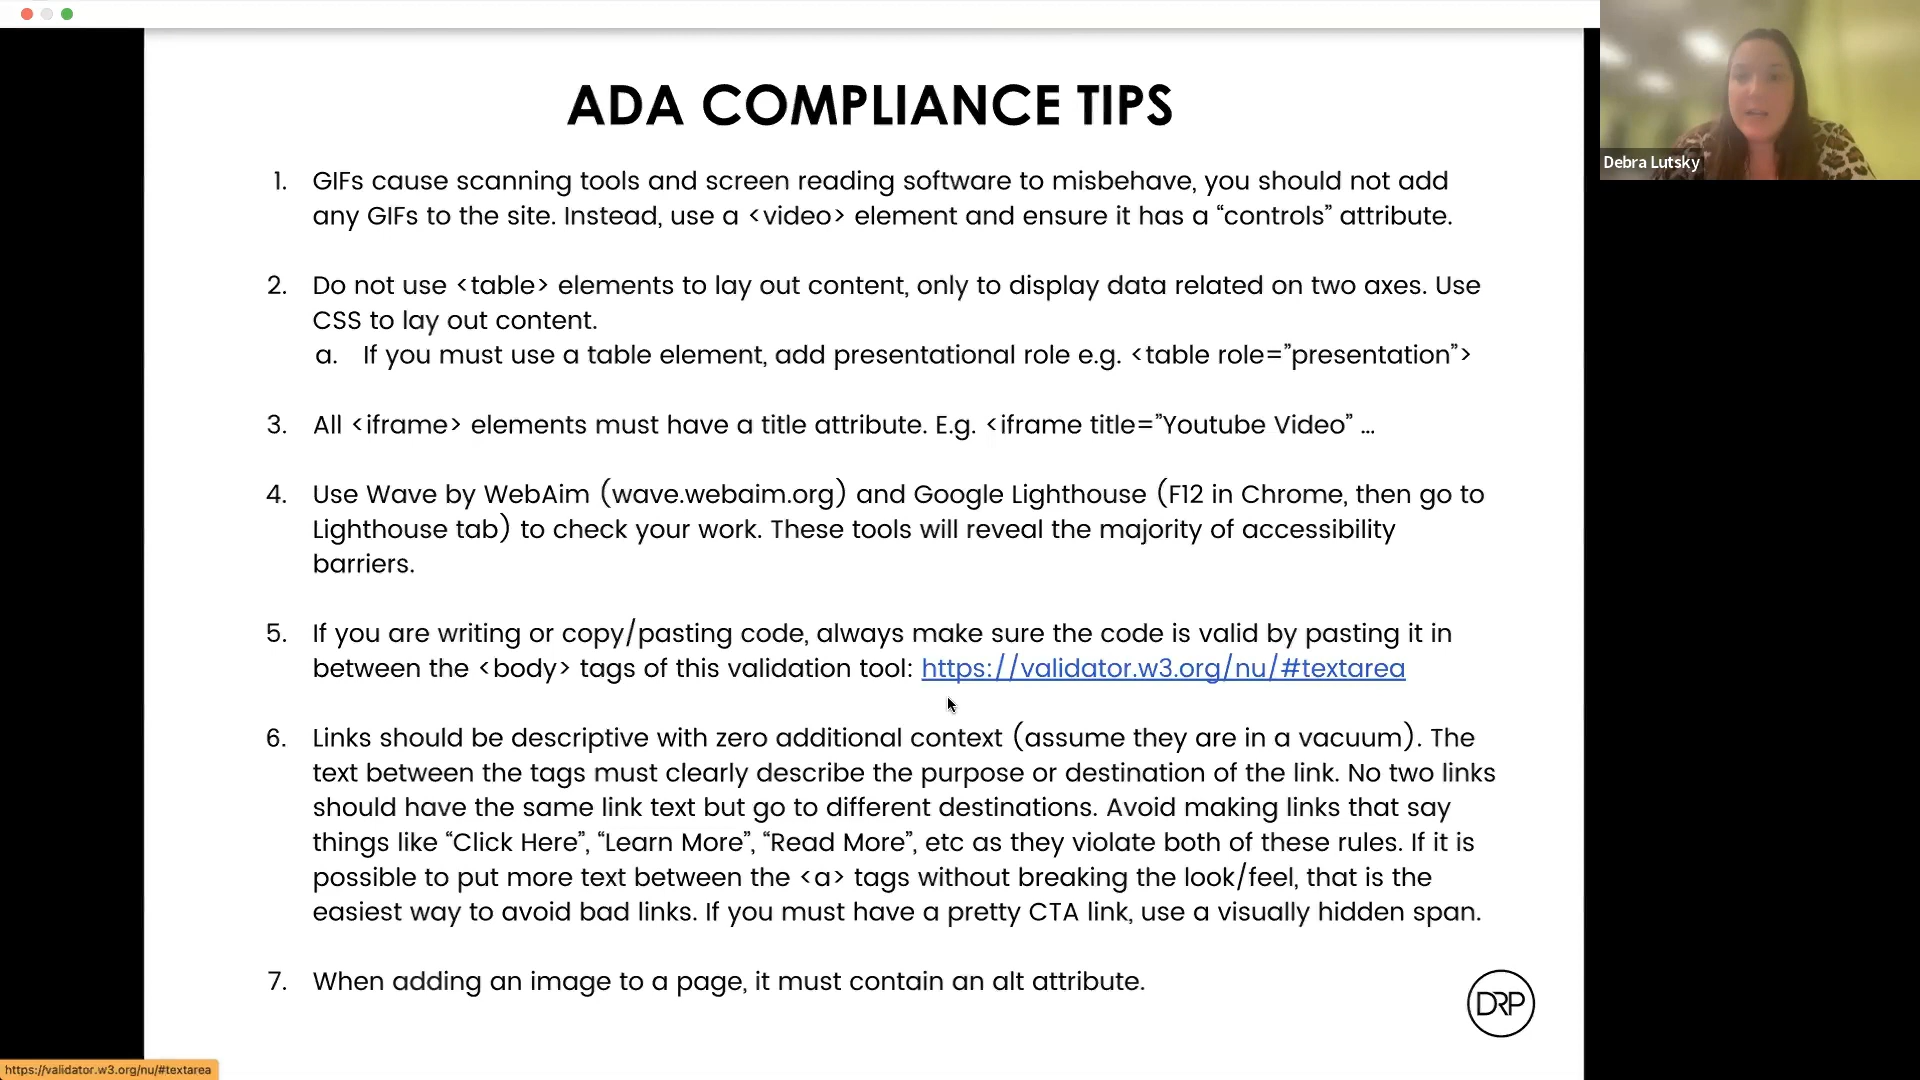 ADA COMPLIANCE TIPS
Debra Lutsky
1. GIFs cause scanning tools and screen reading software to misbehave, you should not add
any GIFs to the site. Instead, use a <video> element and ensure it has a “controls” attribute.
2. Do not use <table> elements to lay out content, only to display data related on two axes. Use
CSS to lay out content.
a. If you must use a table element, add presentational role e.g. <table role=”presentation”>
3. All <iframe> elements must have a title attribute. E.g. <iframe title=”Youtube Video” ...
4. Use Wave by WebAim (wave.webaim.org) and Google Lighthouse (F12 in Chrome, then go to
Lighthouse tab) to check your work. These tools will reveal the majority of accessibility
barriers.
5. If you are writing or copy/pasting code, always make sure the code is valid by pasting it in
between the <body> tags of this validation tool: https://validator.w3.org/nu/#textarea
6. Links should be descriptive with zero additional context (assume they are in a vacuum). The
text between the tags must clearly describe the purpose or destination of the link. No two links
should have the same link text but go to different destinations. Avoid making links that say
things like “Click Here”, “Learn More”, “Read More”, etc as they violate both of these rules. If it is
possible to put more text between the <a> tags without breaking the look/feel, that is the
easiest way to avoid bad links. If you must have a pretty CTA link, use a visually hidden span.
7. When adding an image to a page, it must contain an alt attribute.
DRP
https://validator.w3.org/nu/#textarea